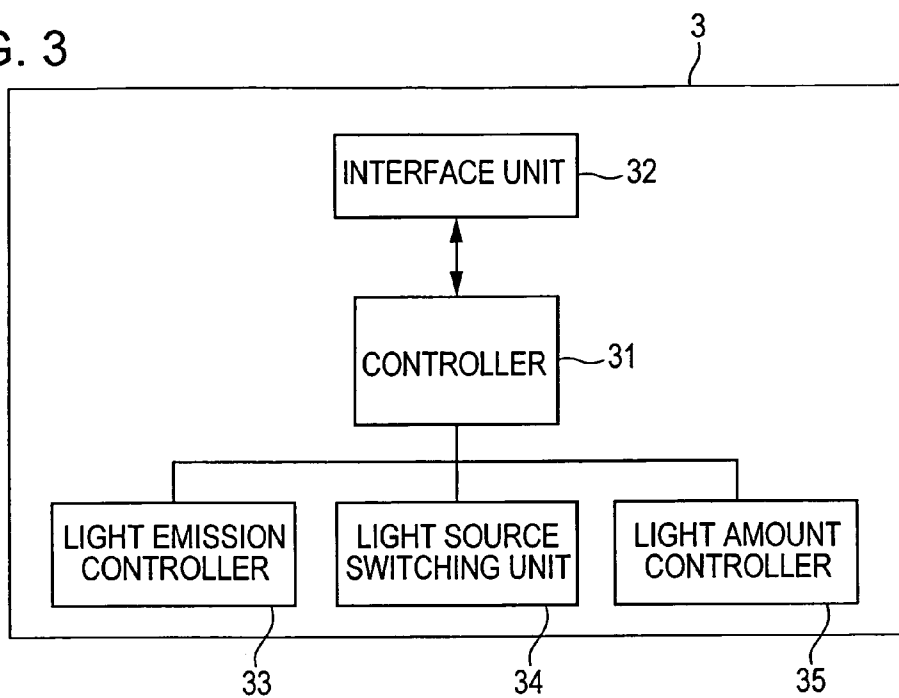 G. 3
3
INTERFACE UNIT
32
CONTROLLER
31
LIGHT EMISSION
CONTROLLER
LIGHT SOURCE
SWITCHING UNIT
LIGHT AMOUNT
CONTROLLER
33
34
35